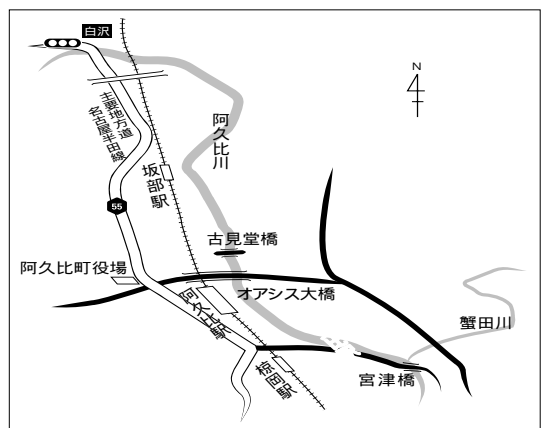 白沢
N
主要地方道
名古屋半田線
阿久比川
坂部駅
55
古見堂橋
阿久比町役場
オアシス大橋
阿久比駅
蟹田川
椋岡駅
宮津橋